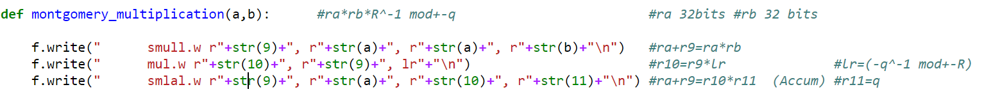 def montgomery_multiplication(a,b): #ra*rb*R^-1 mod+-q #ra 32bits #rb 32 bits
f.write(" smull.w r"+str(9)+", r"+str(a)+", r"+str(a)+", r"+str(b)+"\n") #ra+r9=ra*rb
f.write(" mul.w r"+str(10)+", r"+str(9)+", lr"+"\n") #r10=r9*lr #lr=(-q^-1 mod+-R)
f.write(" smlal.w r"+str(9)+", r"+str(a)+", r"+str(10)+", r"+str(11)+"\n") #ra+r9=r10*r11 (Accum) #r11=q